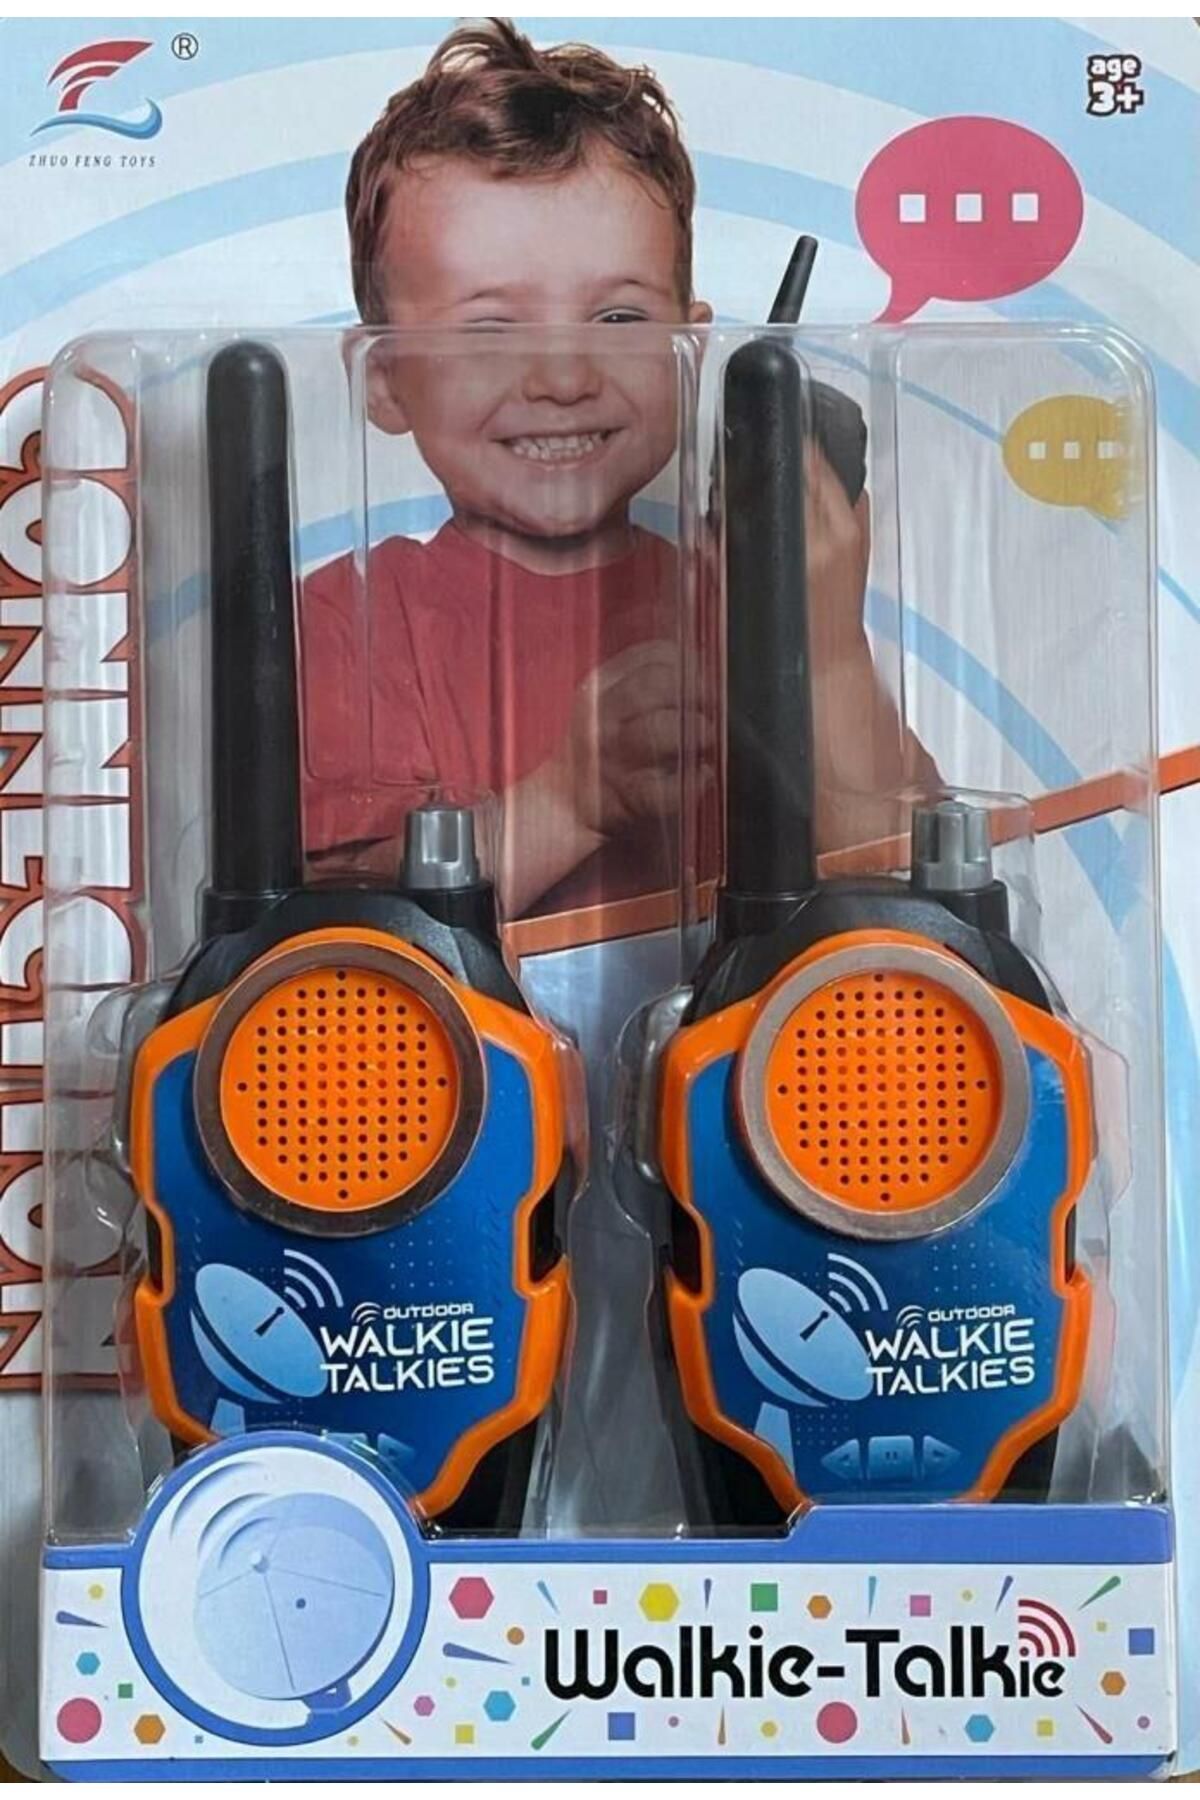 ®
ZHUO FENG TOYS
age
3+
CONNECTION
OUTDOOR
WALKIE
TALKIES
OUTDOOR
WALKIE
TALKIES
Walkie-Talkie